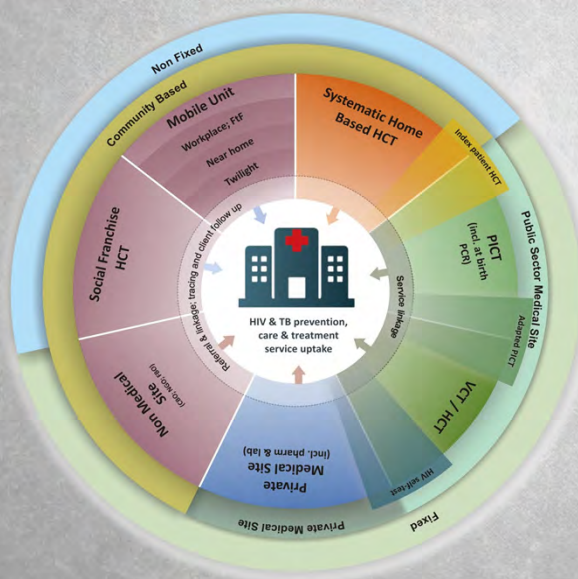 Non Fixed
Community Based
Mobile Unit
Workplace; FtF
Near home
Twilight
Systematic Home
Based HCT
Index patient HCT
PICT
(incl. at birth
PCR)
Public Sector Medical Site
Adapted PICT
VCT / HCT
HIV self-test
Fixed
Private
Medical Site
(incl. pharm & lab)
Private Medical Site
Non Medical
Site
(CBO; NGO; FBO)
Social Franchise
HCT
Referral & linkage; tracing and client follow up
Service linkage
HIV & TB prevention,
care & treatment
service uptake